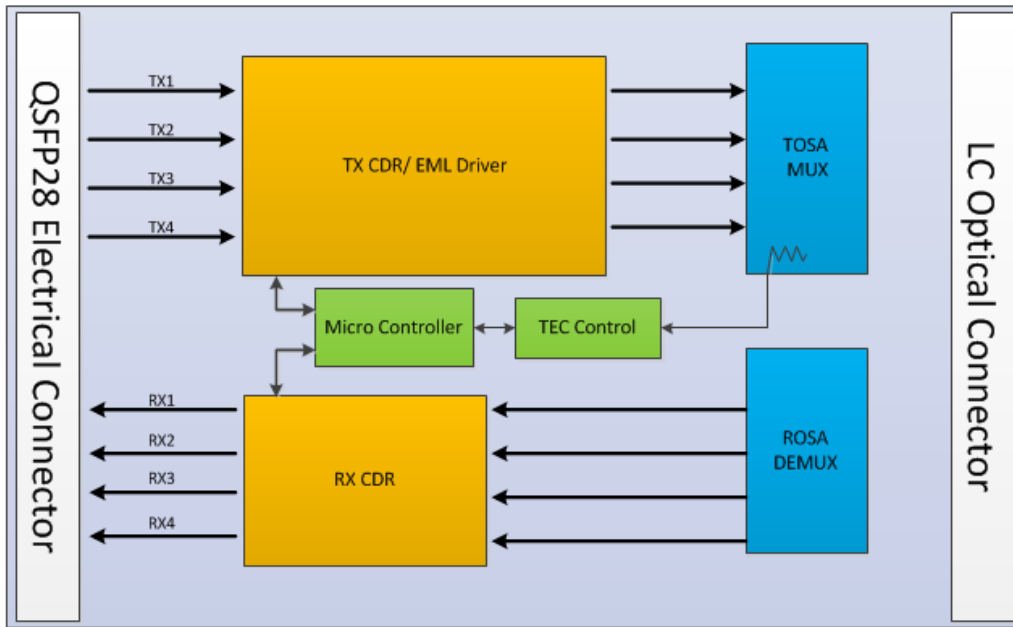 QSFP28 Electrical Connector
TX1
TX2
TX3
TX4
TX CDR/ EML Driver
TOSA
MUX
LC Optical Connector
Micro Controller
TEC Control
RX1
RX2
RX3
RX4
RX CDR
ROSA
DEMUX